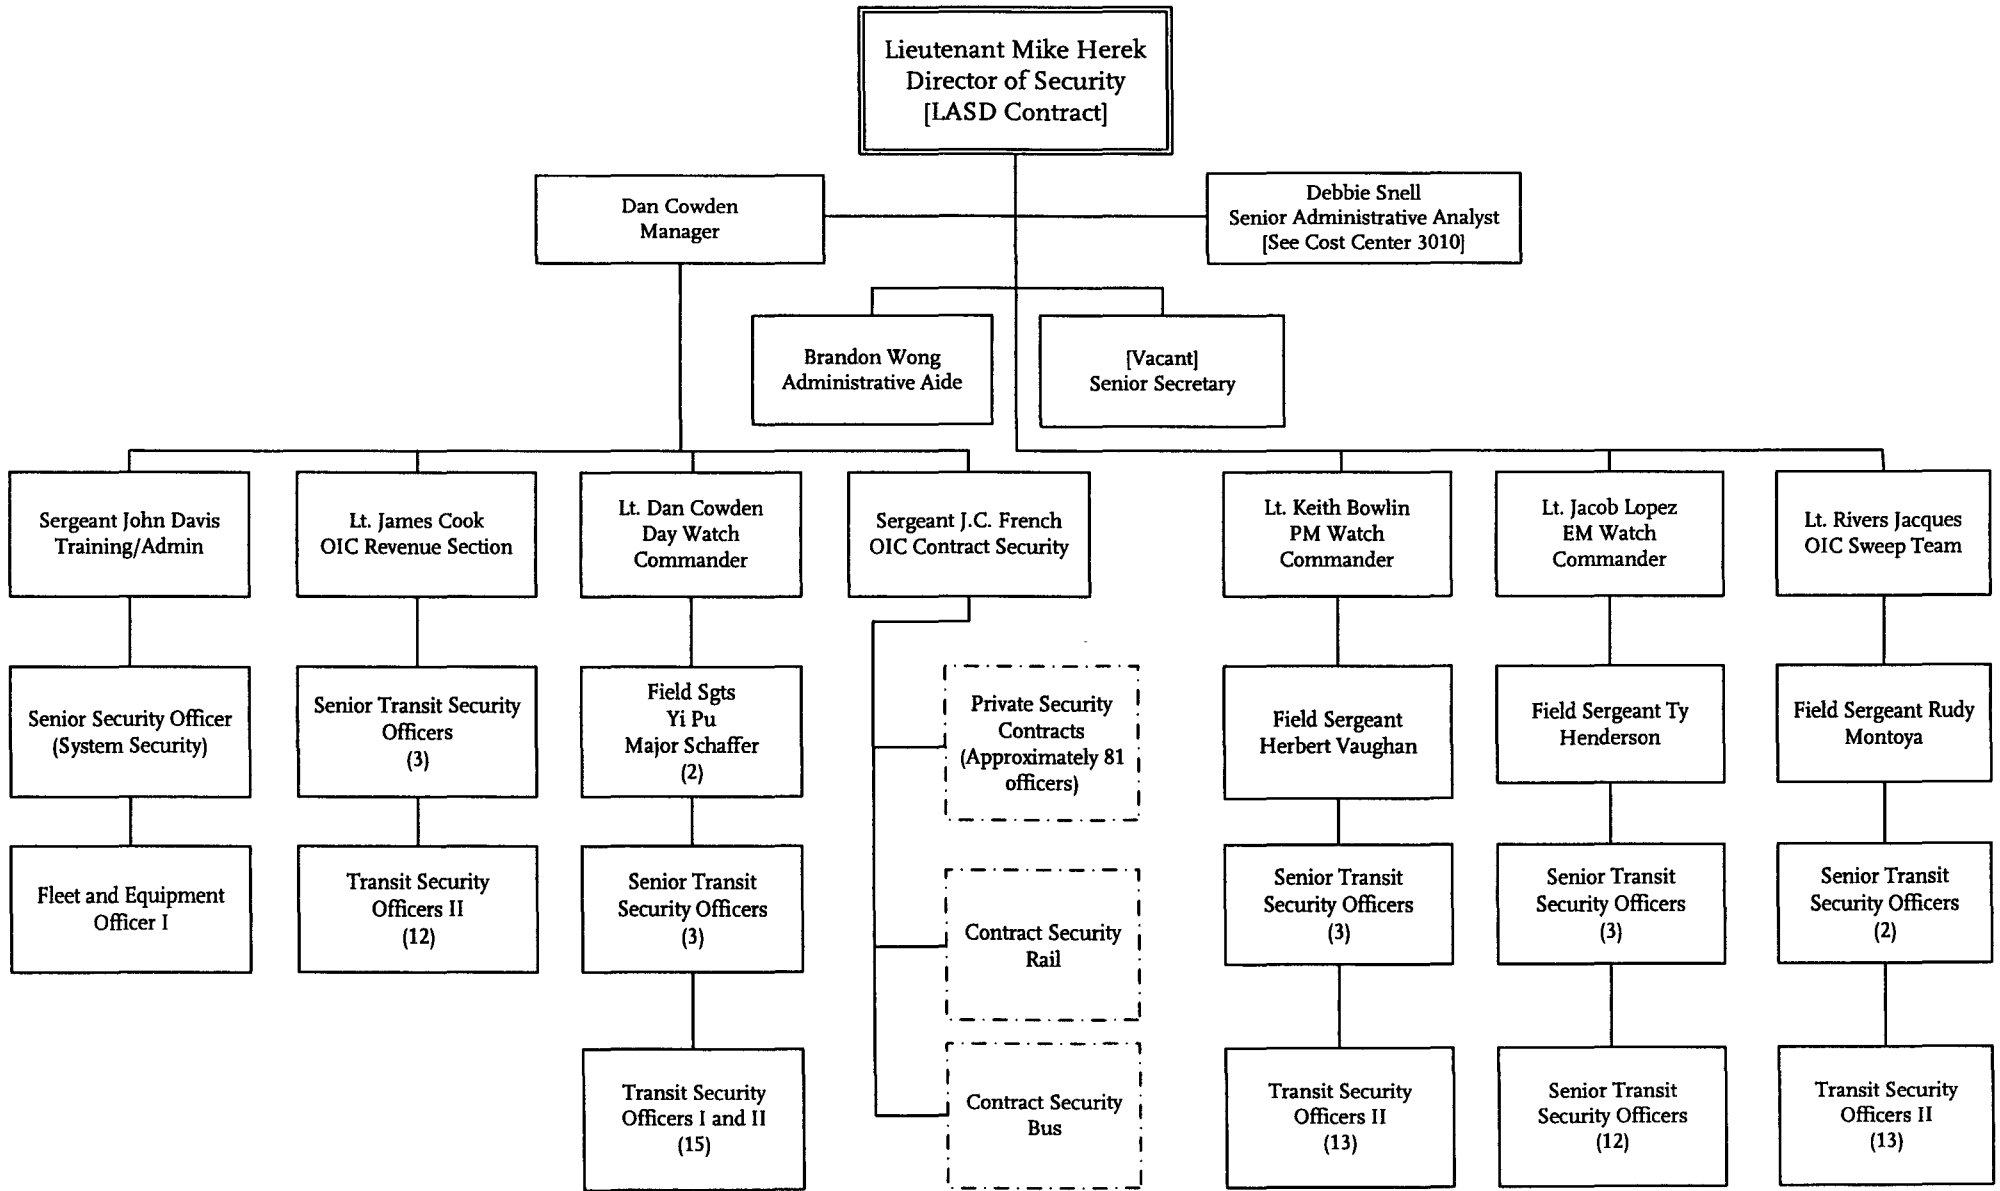 Lieutenant Mike Herek
Director of Security
[LASD Contract]
Dan Cowden
Manager
Debbie Snell
Senior Administrative Analyst
[See Cost Center 3010]
Brandon Wong
Administrative Aide
[Vacant]
Senior Secretary
Sergeant John Davis
Training/Admin
Lt. James Cook
OIC Revenue Section
Lt. Dan Cowden
Day Watch
Commander
Sergeant J.C. French
OIC Contract Security
Lt. Keith Bowlin
PM Watch
Commander
Lt. Jacob Lopez
EM Watch
Commander
Lt. Rivers Jacques
OIC Sweep Team
Senior Security Officer
(System Security)
Senior Transit Security
Officers
(3)
Field Sgts
Yi Pu
Major Schaffer
(2)
Private Security
Contracts
(Approximately 81
officers)
Field Sergeant
Herbert Vaughan
Field Sergeant Ty
Henderson
Field Sergeant Rudy
Montoya
Fleet and Equipment
Officer I
Transit Security
Officers II
(12)
Senior Transit
Security Officers
(3)
Contract Security
Rail
Senior Transit
Security Officers
(3)
Senior Transit
Security Officers
(3)
Senior Transit
Security Officers
(2)
Transit Security
Officers I and II
(15)
Contract Security
Bus
Transit Security
Officers II
(13)
Senior Transit
Security Officers
(12)
Transit Security
Officers II
(13)